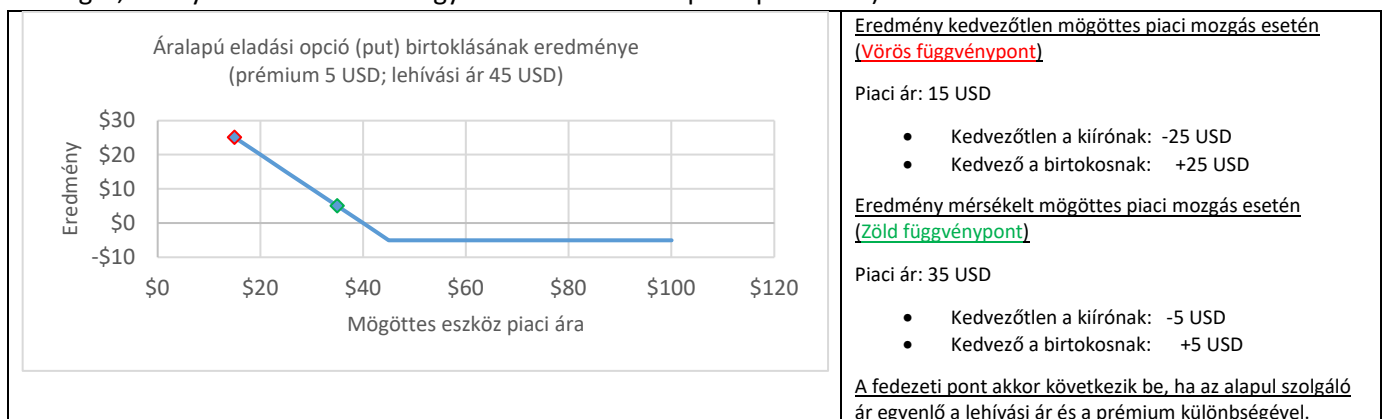 Áralapú eladási opció (put) birtoklásának eredménye
(prémium 5 USD; lehívási ár 45 USD)
Eredmény
$30
$20
$10
$0
-$10
$0 $20 $40 $60 $80 $100 $120
Mögöttes eszköz piaci ára
Eredmény kedvezőtlen mögöttes piaci mozgás esetén
(Vörös függvénypont)
Piaci ár: 15 USD
• Kedvezőtlen a kiírónak: -25 USD
• Kedvező a birtokosnak: +25 USD
Eredmény mérsékelt mögöttes piaci mozgás esetén
(Zöld függvénypont)
Piaci ár: 35 USD
• Kedvezőtlen a kiírónak: -5 USD
• Kedvező a birtokosnak: +5 USD
A fedezeti pont akkor következik be, ha az alapul szolgáló
ár egyenlő a lehívási ár és a prémium különbségével.